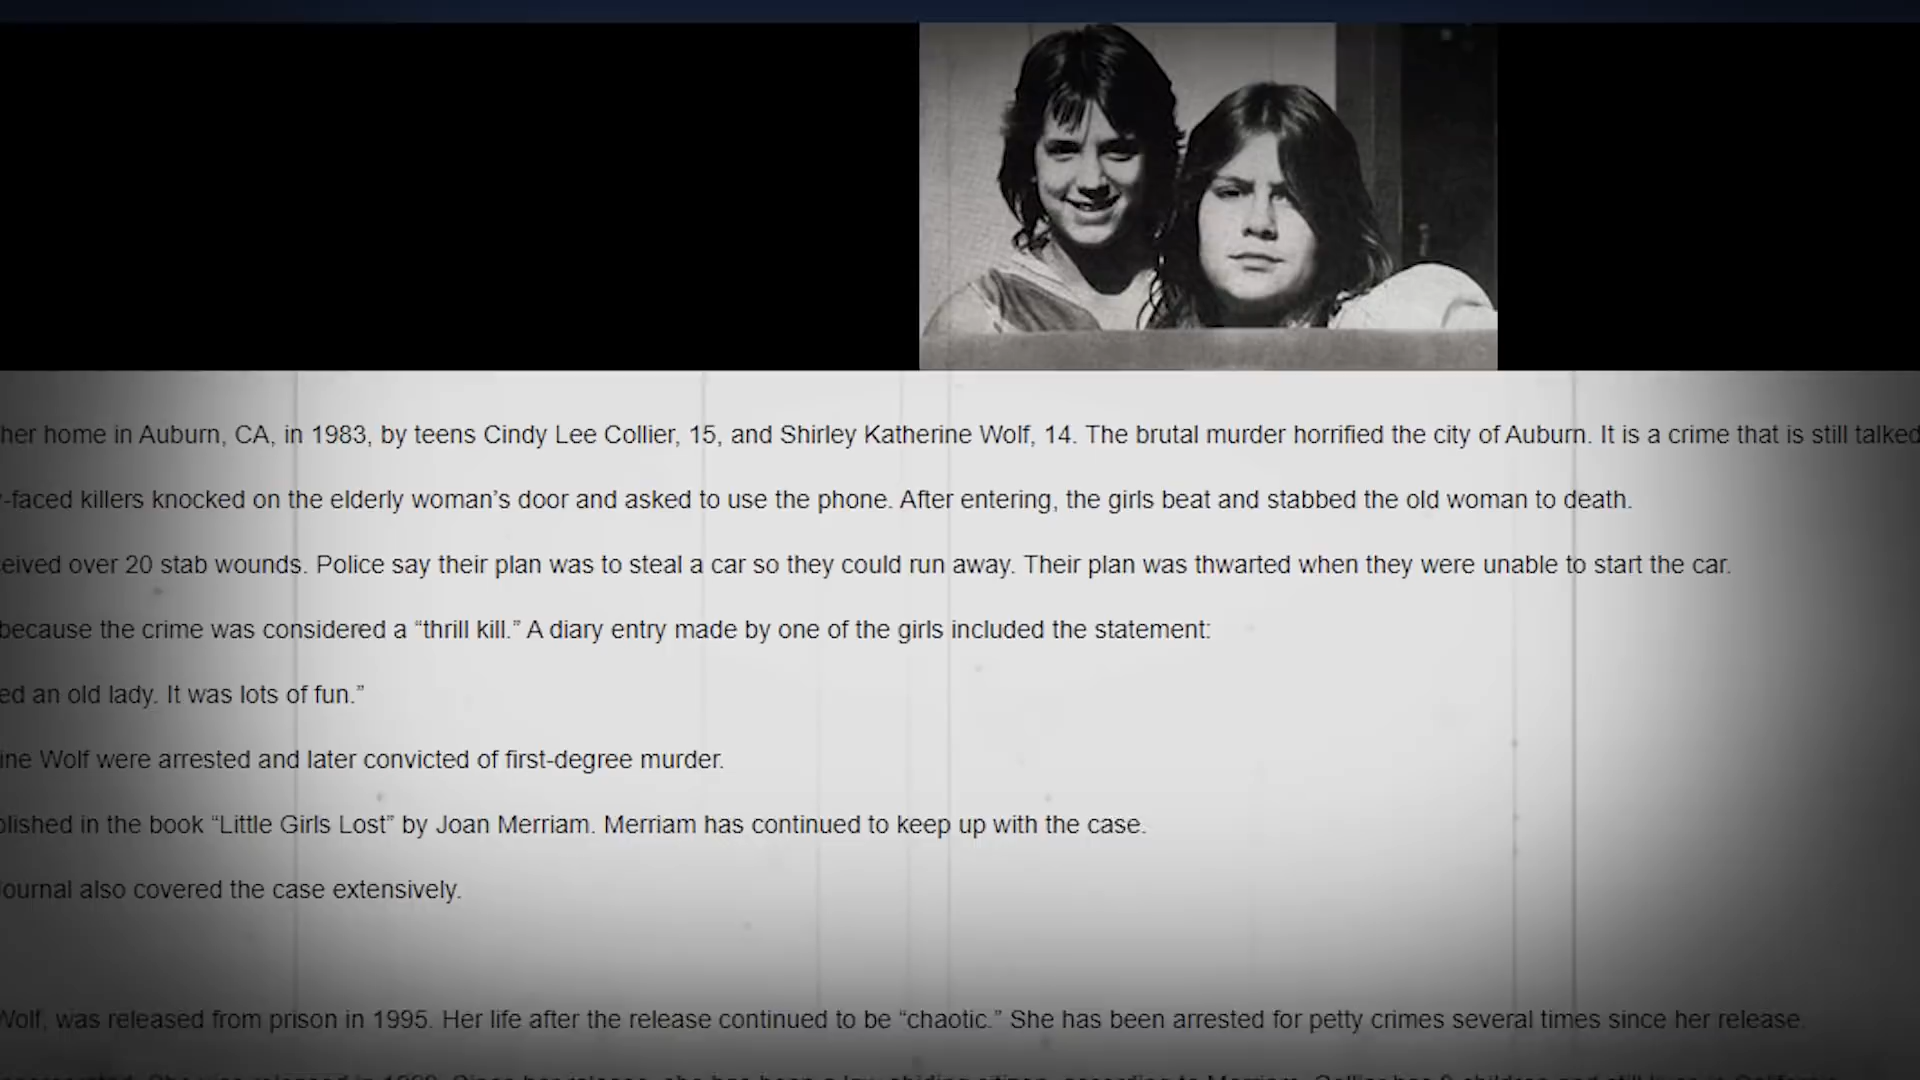 her home in Auburn, CA, in 1983, by teens Cindy Lee Collier, 15, and Shirley Katherine Wolf, 14. The brutal murder horrified the city of Auburn. It is a crime that is still talked
-faced killers knocked on the elderly woman’s door and asked to use the phone. After entering, the girls beat and stabbed the old woman to death.
eived over 20 stab wounds. Police say their plan was to steal a car so they could run away. Their plan was thwarted when they were unable to start the car.
because the crime was considered a “thrill kill.” A diary entry made by one of the girls included the statement:
ed an old lady. It was lots of fun.”
ine Wolf were arrested and later convicted of first-degree murder.
lished in the book “Little Girls Lost” by Joan Merriam. Merriam has continued to keep up with the case.
Journal also covered the case extensively.
Wolf, was released from prison in 1995. Her life after the release continued to be “chaotic.” She has been arrested for petty crimes several times since her release.